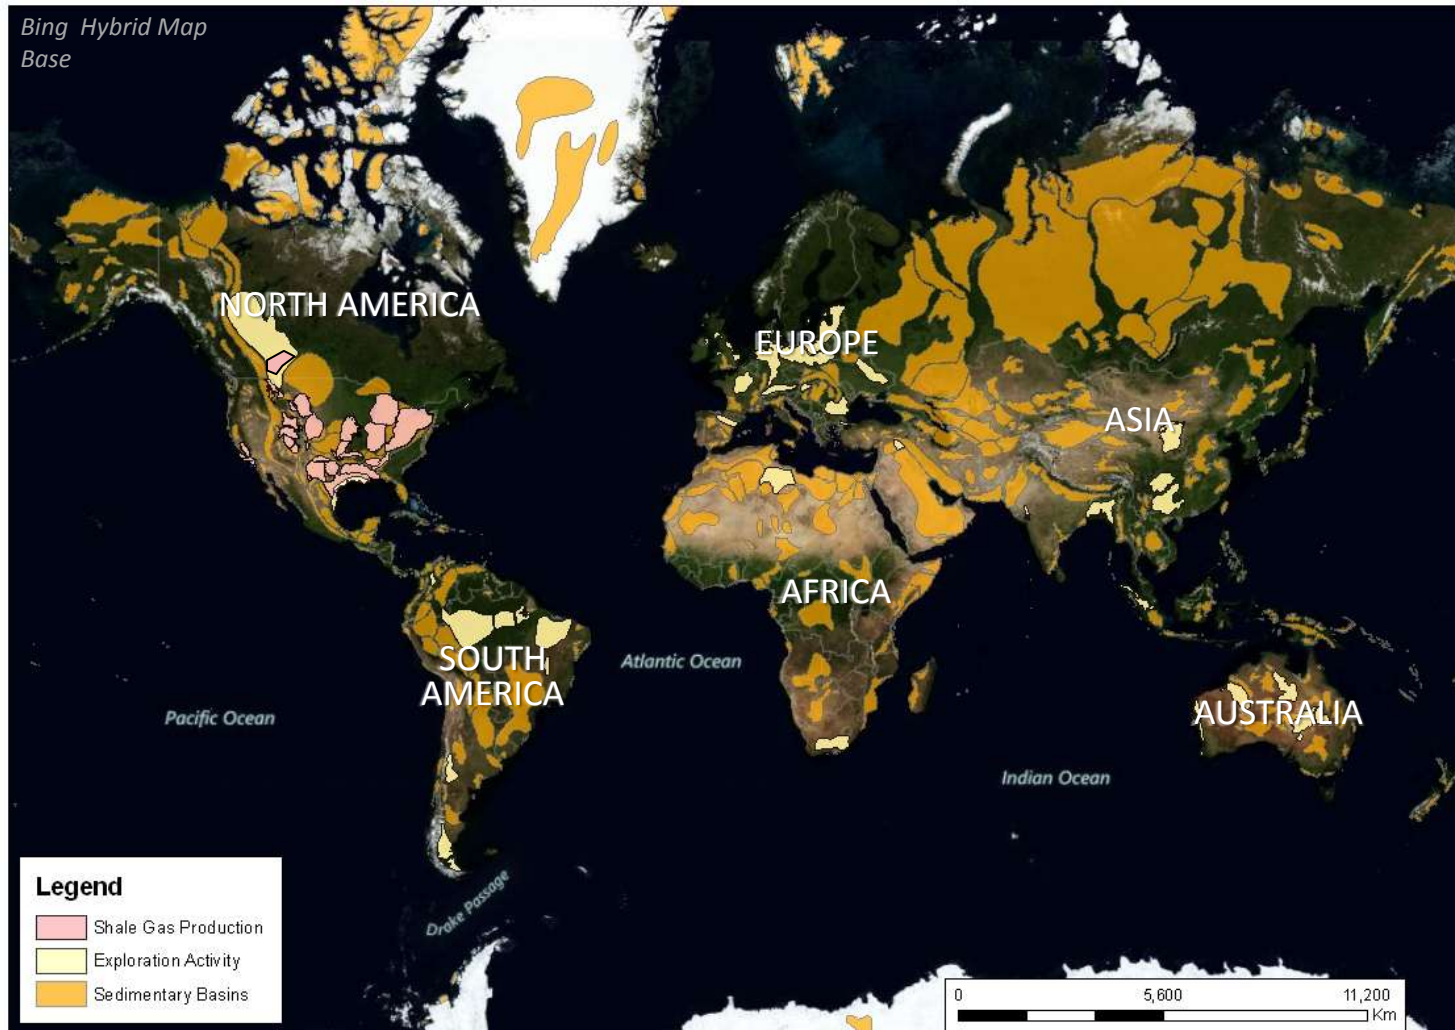 Bing Hybrid Map
Base
NORTH AMERICA
EUROPE
ASIA
AFRICA
SOUTH
AMERICA
Atlantic Ocean
Pacific Ocean
AUSTRALIA
Indian Ocean
Drake Passage
Legend
Shale Gas Production
Exploration Activity
Sedimentary Basins
0 5,600 11,200
Km